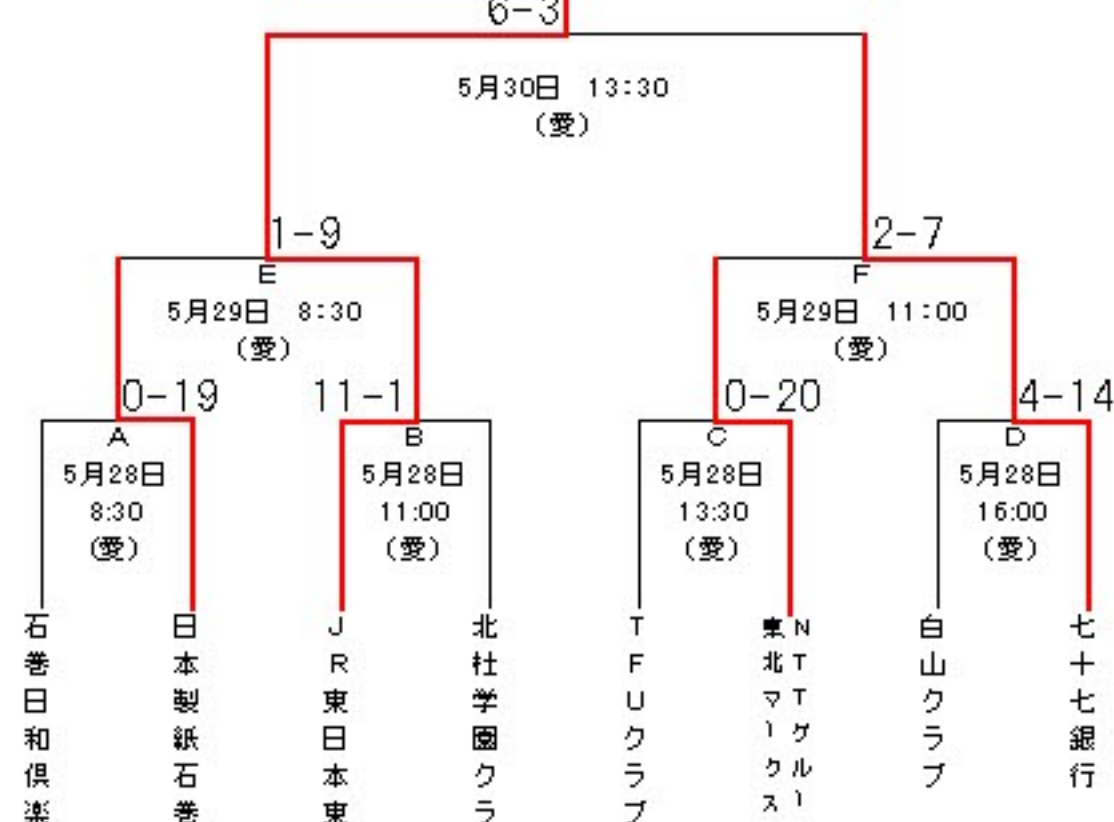 6-3
5月30日 13:30
(愛)
1-9
2-7
E
F
5月29日 8:30
(愛)
5月29日 11:00
(愛)
0-19
11-1
0-20
4-14
A
B
C
D
5月28日
8:30
(愛)
5月28日
11:00
(愛)
5月28日
13:30
(愛)
5月28日
16:00
(愛)
石巻日和倶楽
日本製紙石巻
JR東日本東
北杜学園クラ
TFUクラブ
NTTグルー
東北マークス
白山クラブ
七十七銀行